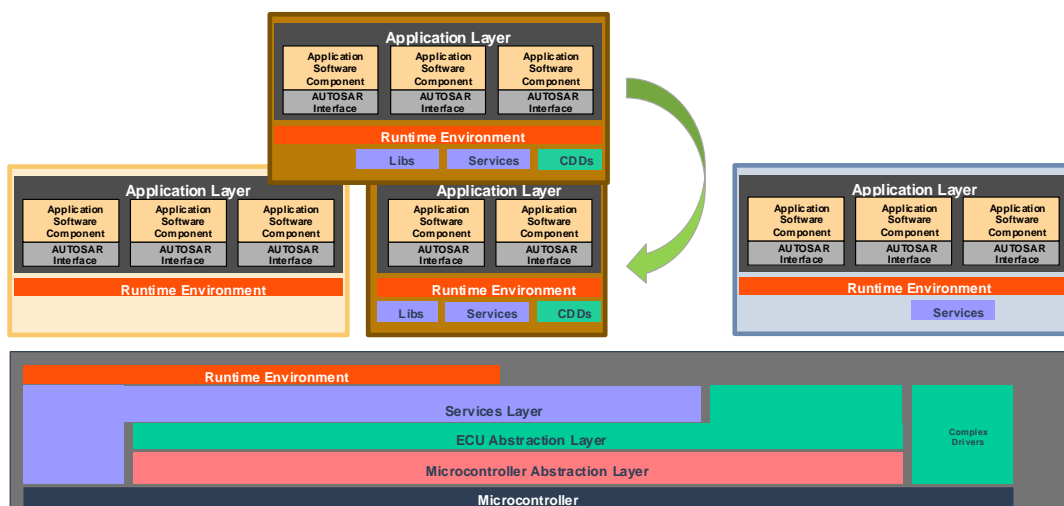 Application Layer
Application
Software
Component
AUTOSAR
Interface
Application
Software
Component
AUTOSAR
Interface
Application
Software
Component
AUTOSAR
Interface
Runtime Environment
Libs
Services
CDDs
Application Layer
Application
Software
Component
AUTOSAR
Interface
Application
Software
Component
AUTOSAR
Interface
Application
Software
Component
AUTOSAR
Interface
Runtime Environment
Application Layer
Application
Software
Component
AUTOSAR
Interface
Application
Software
Component
AUTOSAR
Interface
Runtime Environment
Libs
Services
CDDs
Application Layer
Application
Software
Component
AUTOSAR
Interface
Application
Software
Component
AUTOSAR
Interface
Application
Software
Component
AUTOSAR
Interface
Runtime Environment
Services
Runtime Environment
Services Layer
ECU Abstraction Layer
Microcontroller Abstraction Layer
Complex
Drivers
Microcontroller